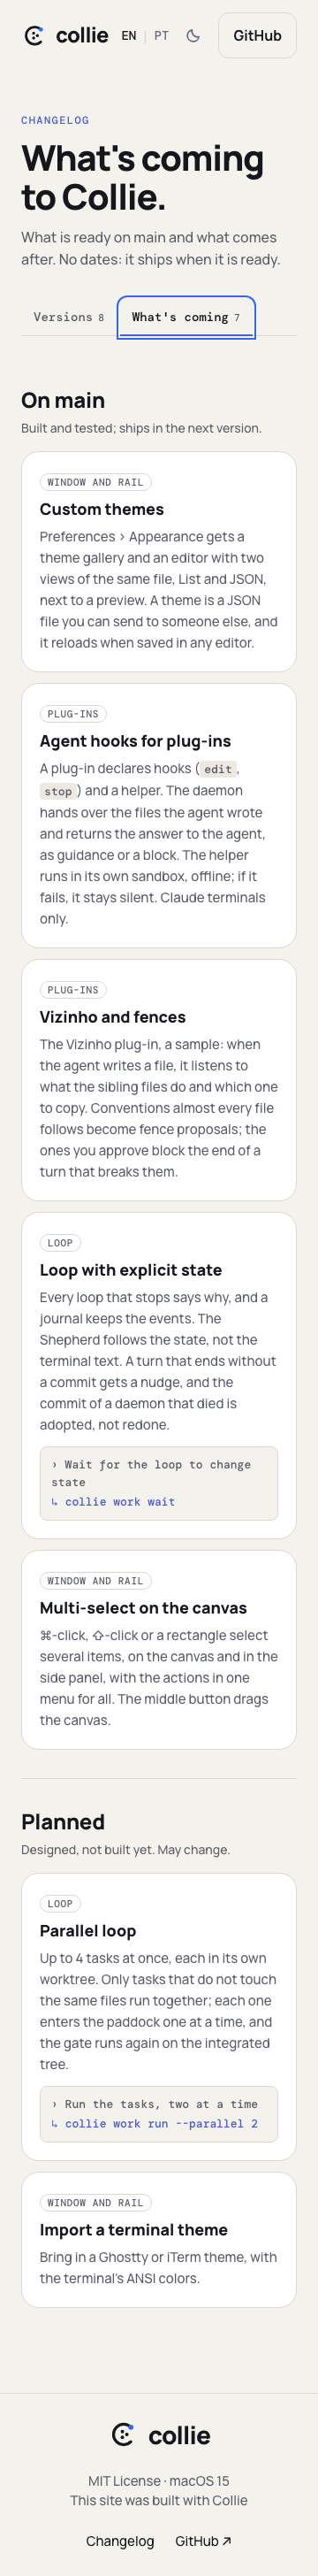 collie EN | PT GitHub
CHANGELOG
What's coming
to Collie.
What is ready on main and what comes
after. No dates: it ships when it is ready.
Versions 8 What's coming 7
On main
Built and tested; ships in the next version.
WINDOW AND RAIL
Custom themes
Preferences › Appearance gets a
theme gallery and an editor with two
views of the same file, List and JSON,
next to a preview. A theme is a JSON
file you can send to someone else, and
it reloads when saved in any editor.
PLUG-INS
Agent hooks for plug-ins
A plug-in declares hooks ( edit ,
stop ) and a helper. The daemon
hands over the files the agent wrote
and returns the answer to the agent,
as guidance or a block. The helper
runs in its own sandbox, offline; if it
fails, it stays silent. Claude terminals
only.
PLUG-INS
Vizinho and fences
The Vizinho plug-in, a sample: when
the agent writes a file, it listens to
what the sibling files do and which one
to copy. Conventions almost every file
follows become fence proposals; the
ones you approve block the end of a
turn that breaks them.
LOOP
Loop with explicit state
Every loop that stops says why, and a
journal keeps the events. The
Shepherd follows the state, not the
terminal text. A turn that ends without
a commit gets a nudge, and the
commit of a daemon that died is
adopted, not redone.
› Wait for the loop to change
state
↳ collie work wait
WINDOW AND RAIL
Multi-select on the canvas
⌘-click, ⇧-click or a rectangle select
several items, on the canvas and in the
side panel, with the actions in one
menu for all. The middle button drags
the canvas.
Planned
Designed, not built yet. May change.
LOOP
Parallel loop
Up to 4 tasks at once, each in its own
worktree. Only tasks that do not touch
the same files run together; each one
enters the paddock one at a time, and
the gate runs again on the integrated
tree.
› Run the tasks, two at a time
↳ collie work run --parallel 2
WINDOW AND RAIL
Import a terminal theme
Bring in a Ghostty or iTerm theme, with
the terminal's ANSI colors.
collie
MIT License · macOS 15
This site was built with Collie
Changelog GitHub ↗